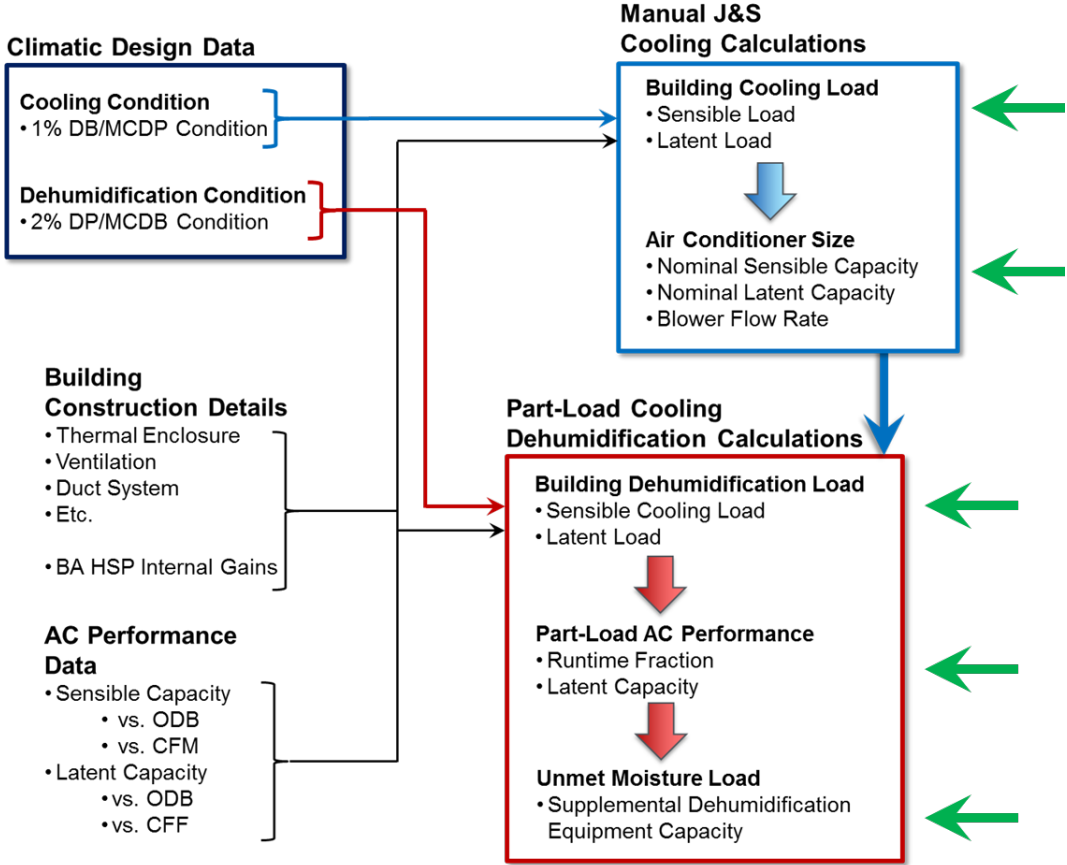 Climatic Design Data
Cooling Condition
• 1% DB/MCDP Condition
Dehumidification Condition
• 2% DP/MCDB Condition
Manual J&S
Cooling Calculations
Building Cooling Load
• Sensible Load
• Latent Load
Air Conditioner Size
• Nominal Sensible Capacity
• Nominal Latent Capacity
• Blower Flow Rate
Building
Construction Details
• Thermal Enclosure
• Ventilation
• Duct System
• Etc.
• BA HSP Internal Gains
AC Performance
Data
• Sensible Capacity
• vs. ODB
• vs. CFM
• Latent Capacity
• vs. ODB
• vs. CFF
Part-Load Cooling
Dehumidification Calculations
Building Dehumidification Load
• Sensible Cooling Load
• Latent Load
Part-Load AC Performance
• Runtime Fraction
• Latent Capacity
Unmet Moisture Load
• Supplemental Dehumidification
Equipment Capacity